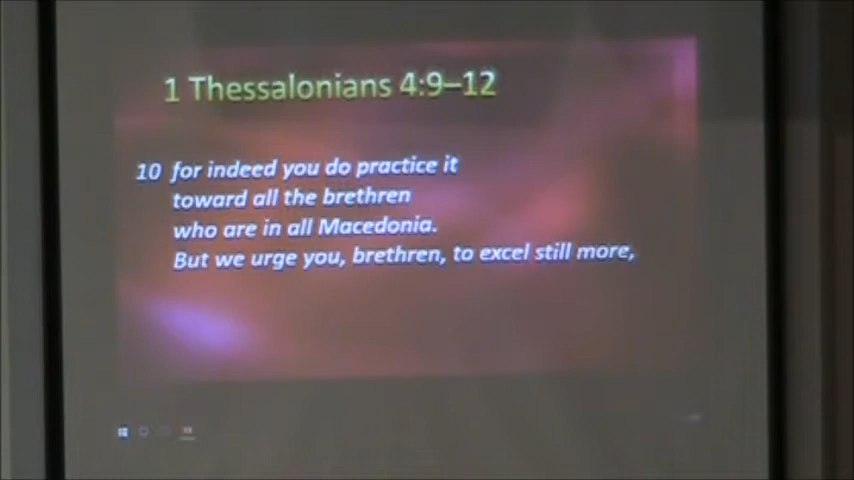 1 Thessalonians 4:9–12
10 for indeed you do practice it
toward all the brethren
who are in all Macedonia.
But we urge you, brethren, to excel still more,